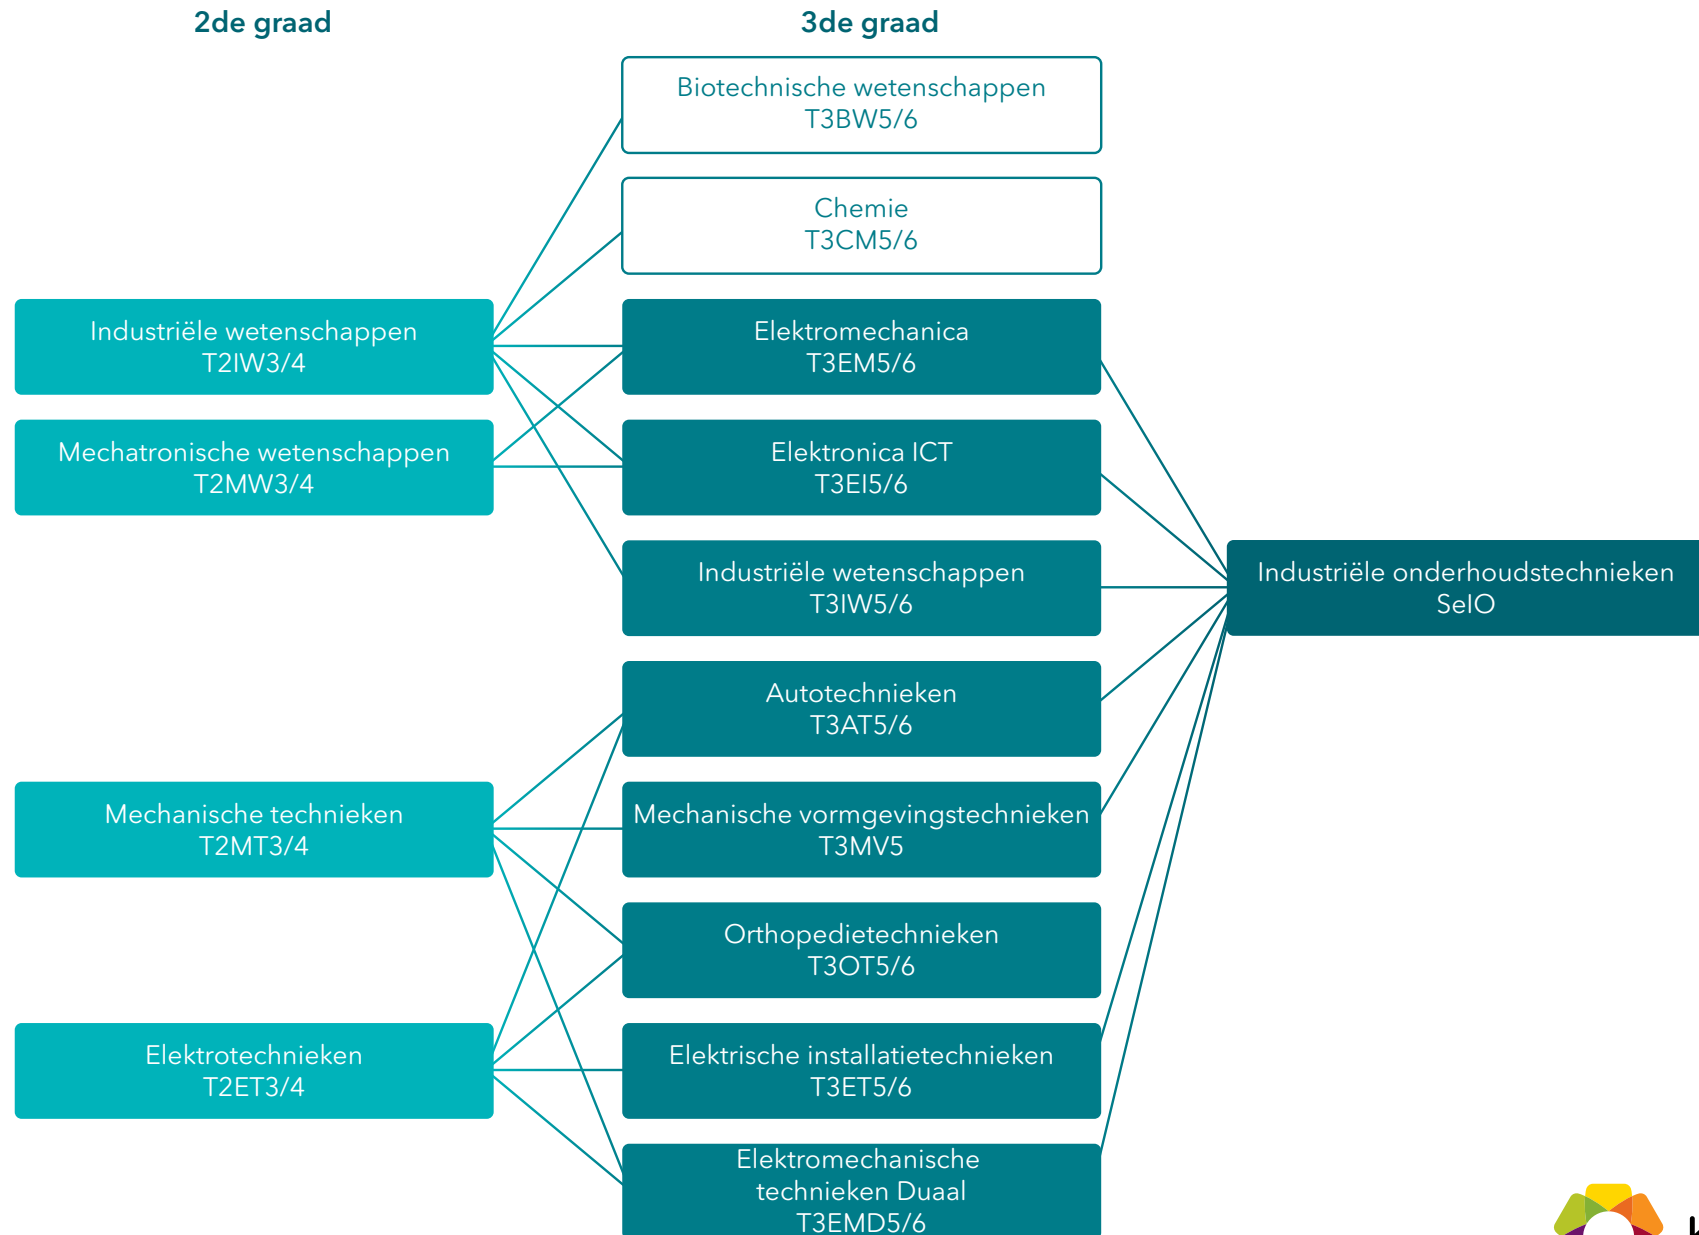 2de graad
3de graad
Biotechnische wetenschappen
T3BW5/6
Chemie
T3CM5/6
Industriële wetenschappen
T2IW3/4
Elektromechanica
T3EM5/6
Mechatronische wetenschappen
T2MW3/4
Elektronica ICT
T3EI5/6
Industriële wetenschappen
T3IW5/6
Industriële onderhoudstechnieken
SeIO
Autotechnieken
T3AT5/6
Mechanische technieken
T2MT3/4
Mechanische vormgevingstechnieken
T3MV5
Orthopedietechnieken
T3OT5/6
Elektrotechnieken
T2ET3/4
Elektrische installatietechnieken
T3ET5/6
Elektromechanische
technieken Duaal
T3EMD5/6